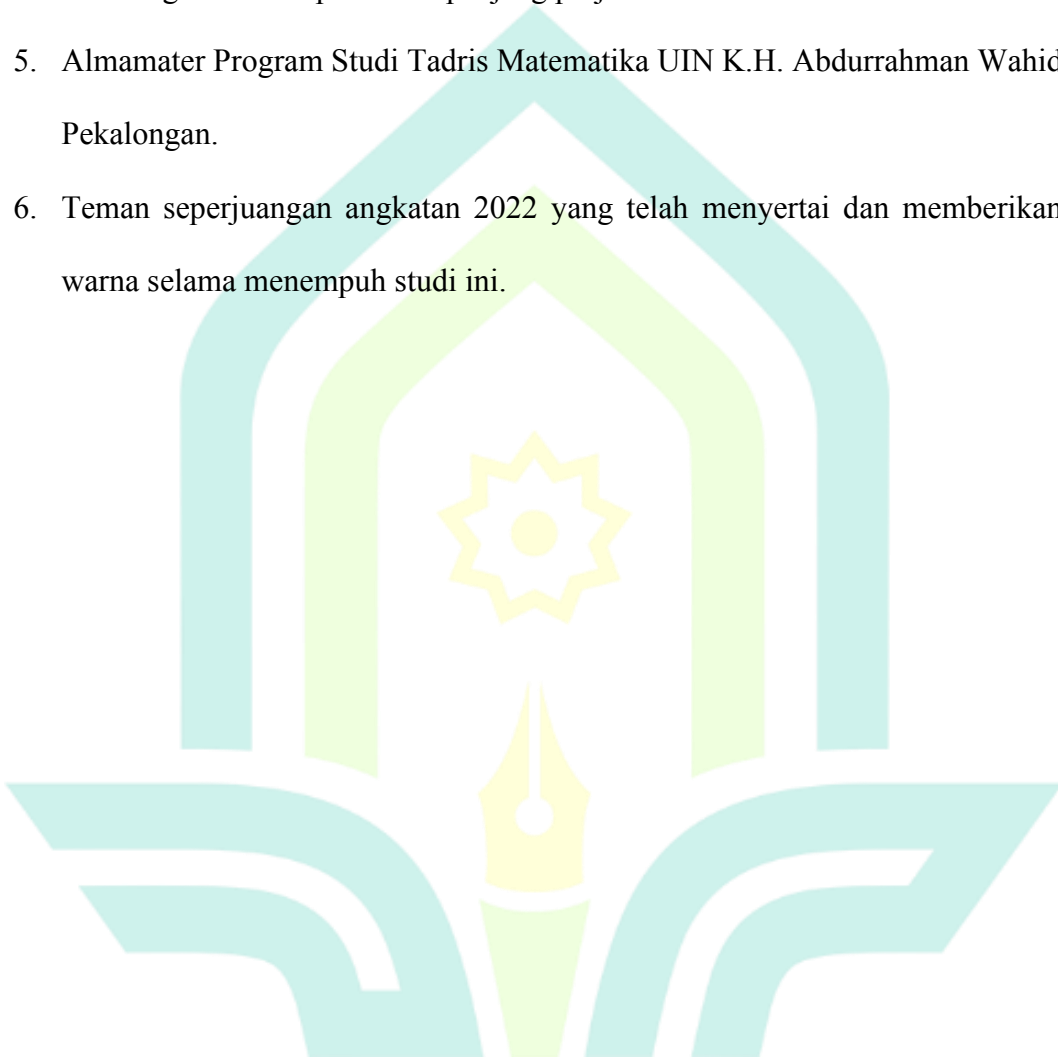 5. Almamater Program Studi Tadris Matematika UIN K.H. Abdurrahman Wahid
Pekalongan.
6. Teman seperjuangan angkatan 2022 yang telah menyertai dan memberikan
warna selama menempuh studi ini.